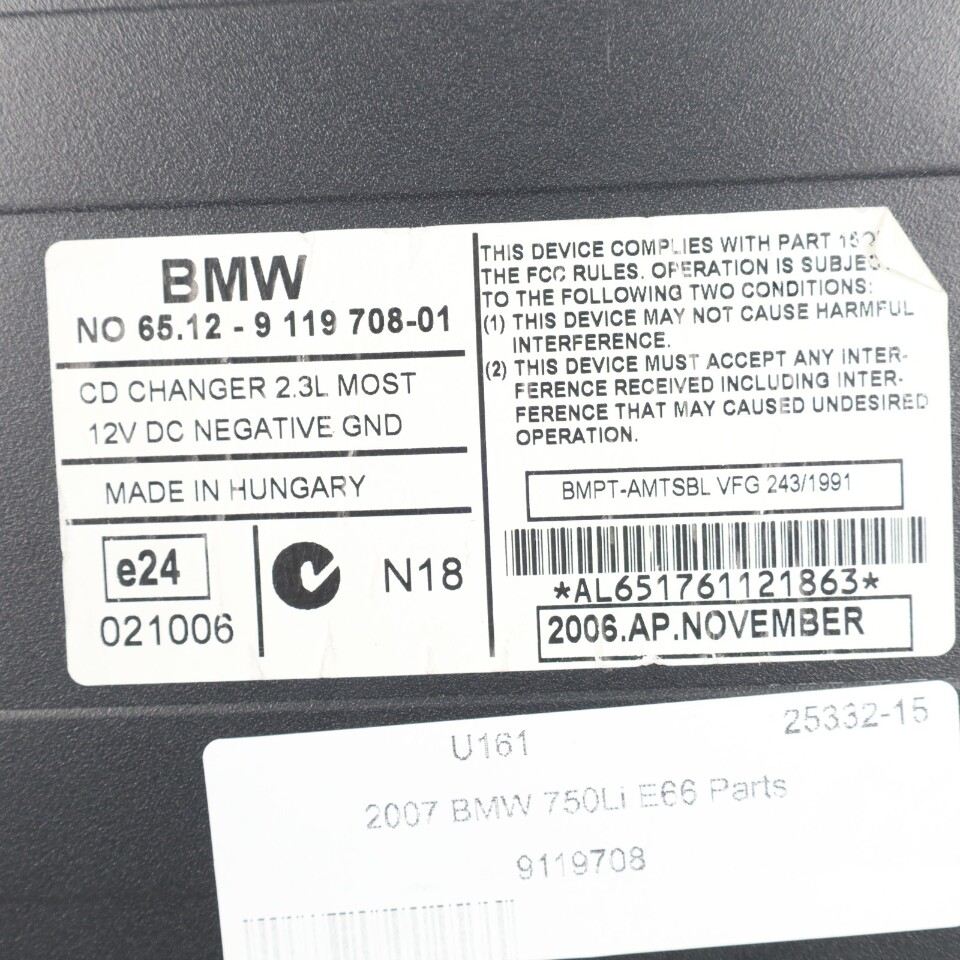 BMW
NO 65.12 - 9 119 708-01
CD CHANGER 2.3L MOST
12V DC NEGATIVE GND
MADE IN HUNGARY
e24
021006
N18
THIS DEVICE COMPLIES WITH PART
THE FCC RULES. OPERATION IS
TO THE FOLLOWING TWO CONDITIONS:
(1) THIS DEVICE MAY NOT CAUSE HARMFUL
INTERFERENCE.
(2) THIS DEVICE MUST ACCEPT ANY INTER-
FERENCE RECEIVED INCLUDING INTER-
FERENCE THAT MAY CAUSED UNDESIRED
OPERATION.
BMPT-AMTSBL VFG 243/1991
*AL651761121863*
2006.AP.NOVEMBER
U161
25332-15
2007 BMW 750Li E66 Parts
9119708